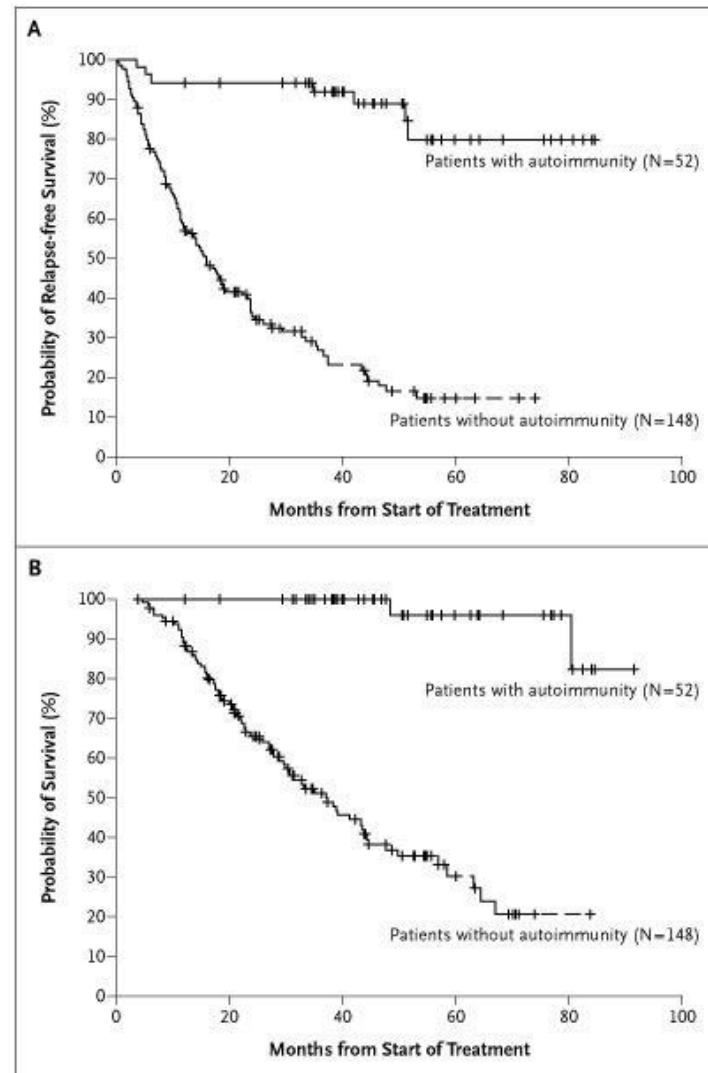 A
100
90
80
70
60
50
40
30
20
10
0
Probability of Relapse-free Survival (%)
Patients with autoimmunity (N=52)
Patients without autoimmunity (N=148)
0 20 40 60 80 100
Months from Start of Treatment
B
100
90
80
70
60
50
40
30
20
10
0
Probability of Survival (%)
Patients with autoimmunity (N=52)
Patients without autoimmunity (N=148)
0 20 40 60 80 100
Months from Start of Treatment